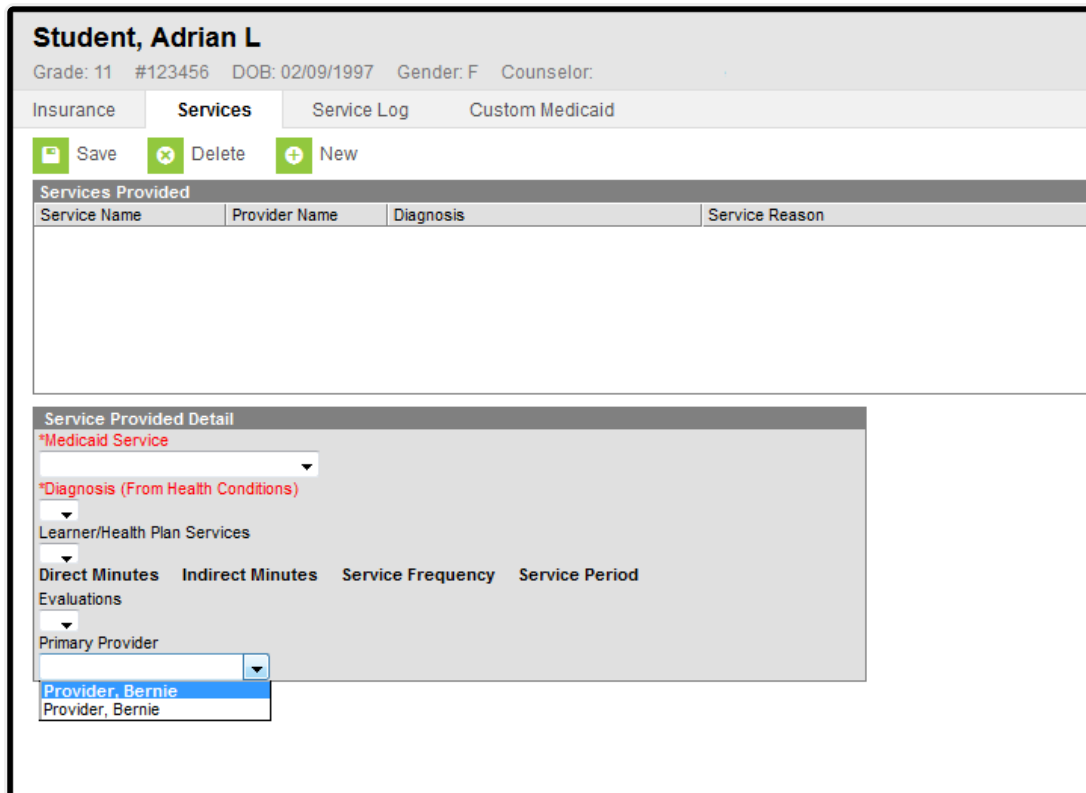 Student, Adrian L
Grade: 11 #123456 DOB: 02/09/1997 Gender: F Counselor:
Insurance Services Service Log Custom Medicaid
Save Delete New
Services Provided
Service Name Provider Name Diagnosis Service Reason
Service Provided Detail
*Medicaid Service
*Diagnosis (From Health Conditions)
Learner/Health Plan Services
Direct Minutes Indirect Minutes Service Frequency Service Period
Evaluations
Primary Provider
Provider, Bernie
Provider, Bernie